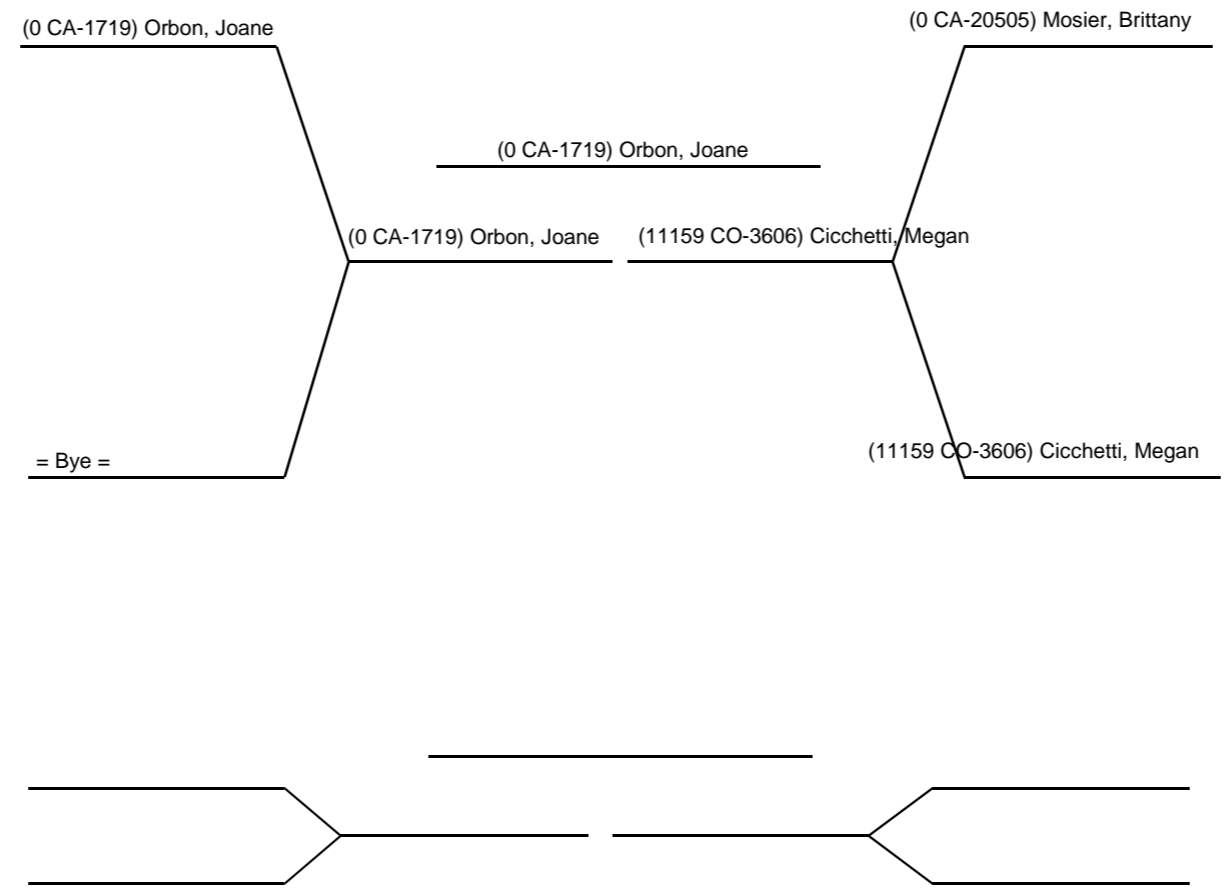 (0 CA-1719) Orbon, Joane
(0 CA-20505) Mosier, Brittany
(0 CA-1719) Orbon, Joane
(0 CA-1719) Orbon, Joane
(11159 CO-3606) Cicchetti, Megan
= Bye =
(11159 CO-3606) Cicchetti, Megan